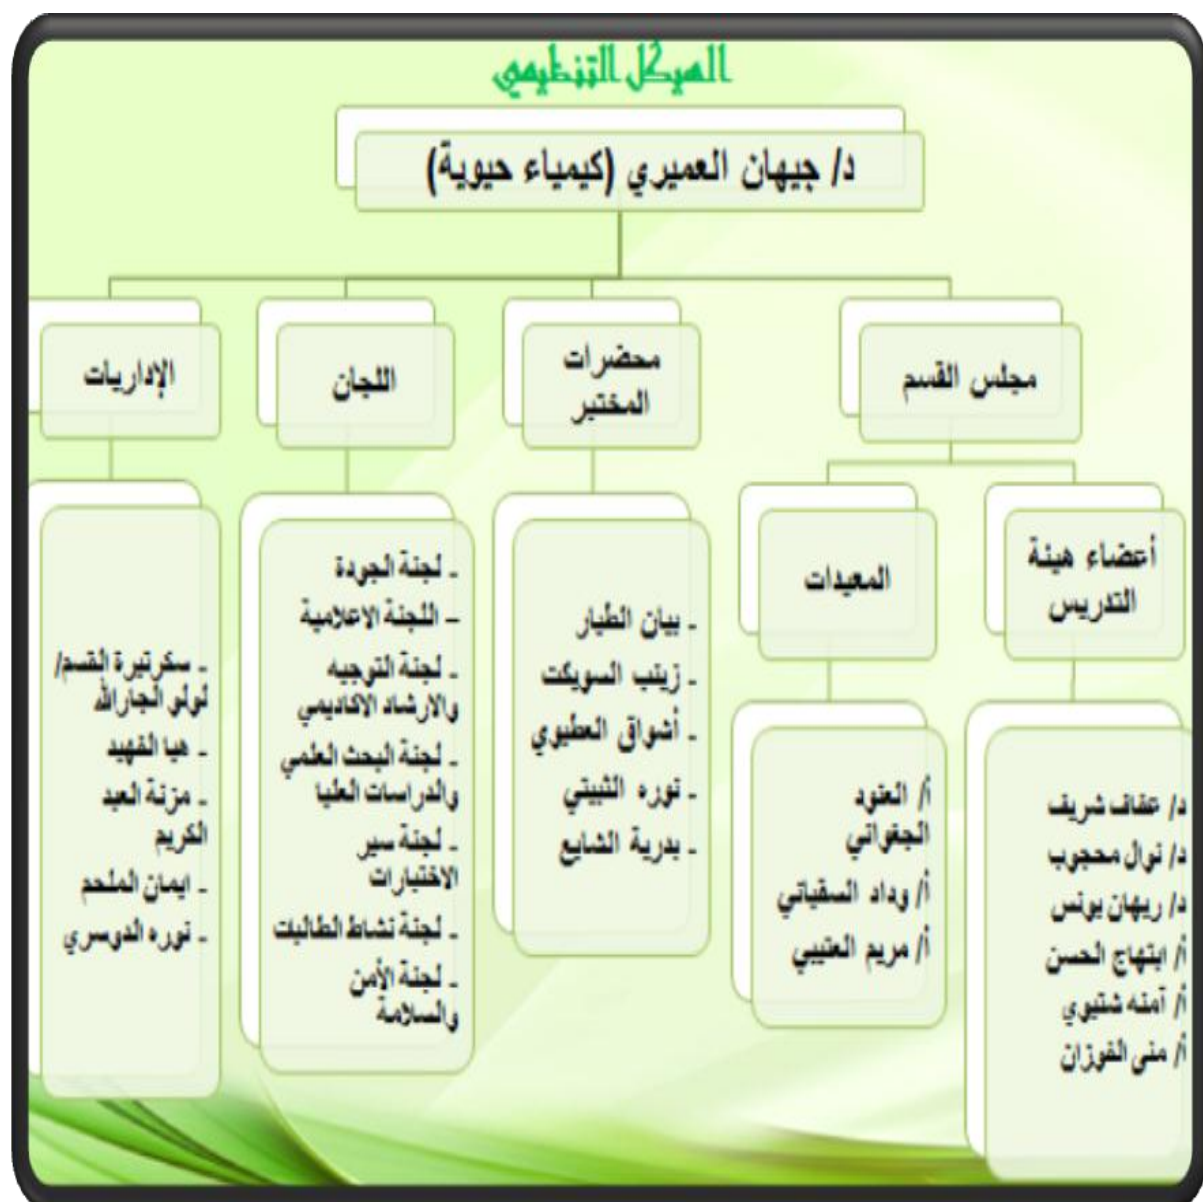 الهيكل التنظيمي
د/ جيهان العميري (كيمياء حيوية)
مجلس القسم
محضرات
المختبر
اللجان
الإداريات
أعضاء هيئة
التدريس
المعيدات
د/ عفاف شريف
د/ نوال محجوب
د/ ريهان يونس
أ/ ابتهاج الحسن
أ/ آمنه شتيوي
أ/ منى الفوزان
أ/ العنود
الجغواني
أ/ وداد السقياني
أ/ مريم العتيبي
- بيان الطيار
- زينب السويكت
- أشواق العطيوي
- نوره الثبيتي
- بدرية الشايع
- لجنة الجودة
– اللجنة الاعلامية
- لجنة التوجيه
والارشاد الاكاديمي
- لجنة البحث العلمي
والدراسات العليا
- لجنة سير
الاختبارات
- لجنة نشاط الطالبات
- لجنة الأمن
والسلامة
- سكرتيرة القسم/
لولو الجارالله
- هيا الفهيد
- مزنة العبد
الكريم
- ايمان الملحم
- نوره الدوسري